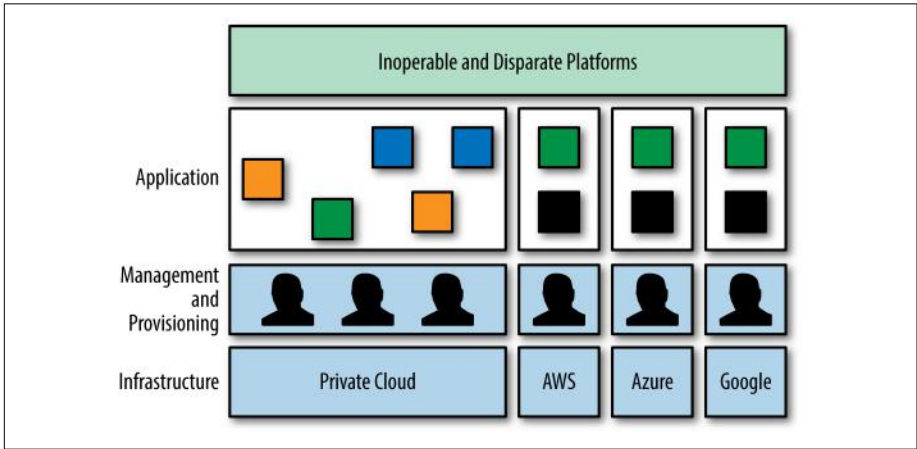 Inoperable and Disparate Platforms
Application
Management
and
Provisioning
Infrastructure
Private Cloud
AWS
Azure
Google